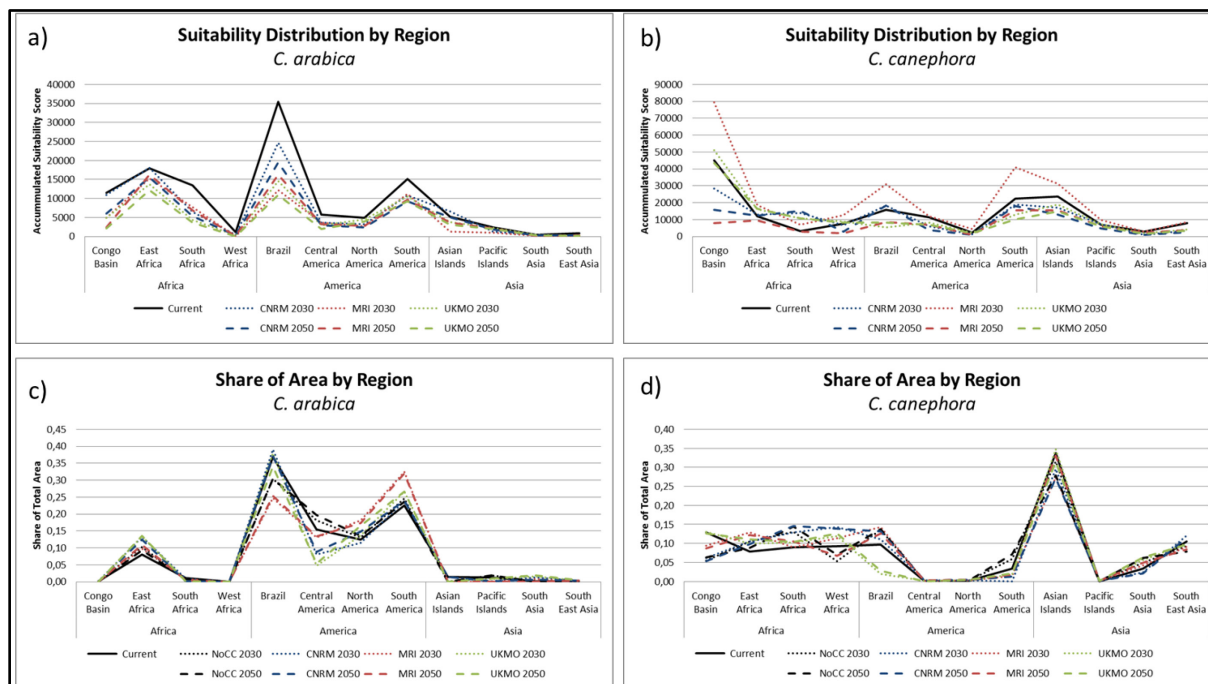 a)
Suitability Distribution by Region
C. arabica
Accummulated Suitability Score
40000
35000
30000
25000
20000
15000
10000
5000
0
Congo Basin
East Africa
South Africa
West Africa
Brazil
Central America
North America
South America
Asian Islands
Pacific Islands
South Asia
South East Asia
Africa
America
Asia
Current
CNRM 2030
MRI 2030
UKMO 2030
CNRM 2050
MRI 2050
UKMO 2050
b)
Suitability Distribution by Region
C. canephora
Accumulated Suitability Score
90000
80000
70000
60000
50000
40000
30000
20000
10000
0
Congo Basin
East Africa
South Africa
West Africa
Brazil
Central America
North America
South America
Asian Islands
Pacific Islands
South Asia
South East Asia
Africa
America
Asia
Current
CNRM 2030
MRI 2030
UKMO 2030
CNRM 2050
MRI 2050
UKMO 2050
c)
Share of Area by Region
C. arabica
Share of Total Area
0,45
0,40
0,35
0,30
0,25
0,20
0,15
0,10
0,05
0,00
Congo Basin
East Africa
South Africa
West Africa
Brazil
Central America
North America
South America
Asian Islands
Pacific Islands
South Asia
South East Asia
Africa
America
Asia
Current
NoCC 2030
CNRM 2030
MRI 2030
UKMO 2030
NoCC 2050
CNRM 2050
MRI 2050
UKMO 2050
d)
Share of Area by Region
C. canephora
Share of Total Area
0,40
0,35
0,30
0,25
0,20
0,15
0,10
0,05
0,00
Congo Basin
East Africa
South Africa
West Africa
Brazil
Central America
North America
South America
Asian Islands
Pacific Islands
South Asia
South East Asia
Africa
America
Asia
Current
NoCC 2030
CNRM 2030
MRI 2030
UKMO 2030
NoCC 2050
CNRM 2050
MRI 2050
UKMO 2050